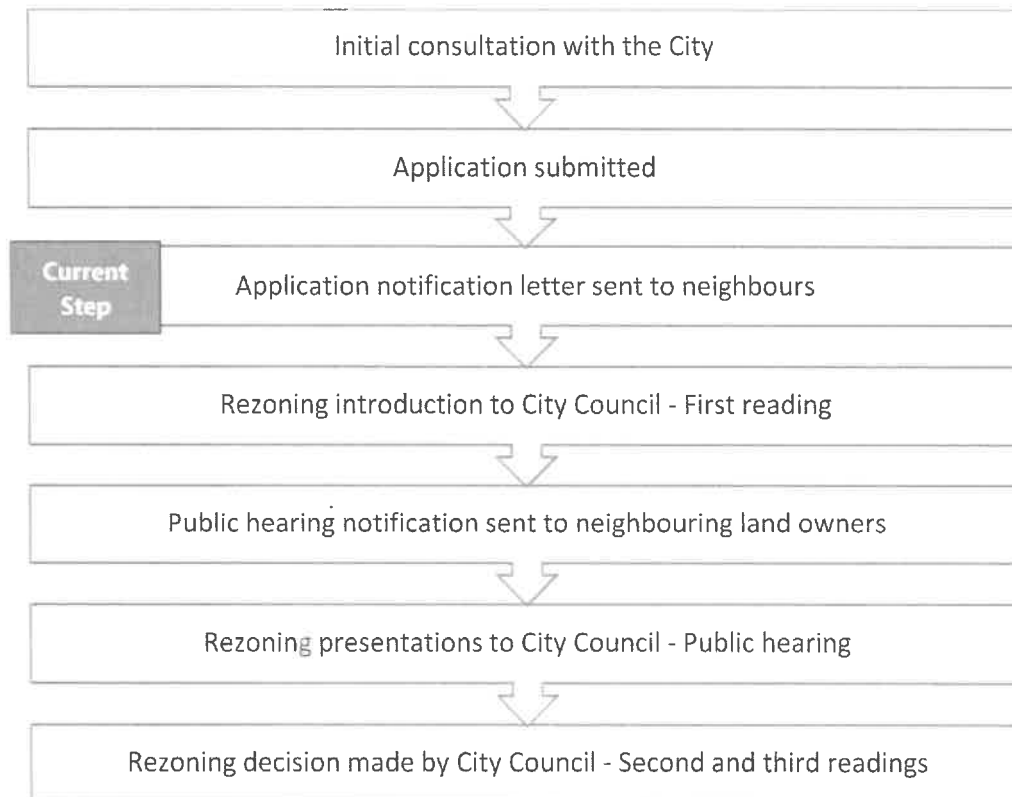 Initial consultation with the City
Application submitted
Current
Step
Application notification letter sent to neighbours
Rezoning introduction to City Council - First reading
Public hearing notification sent to neighbouring land owners
Rezoning presentations to City Council - Public hearing
Rezoning decision made by City Council - Second and third readings